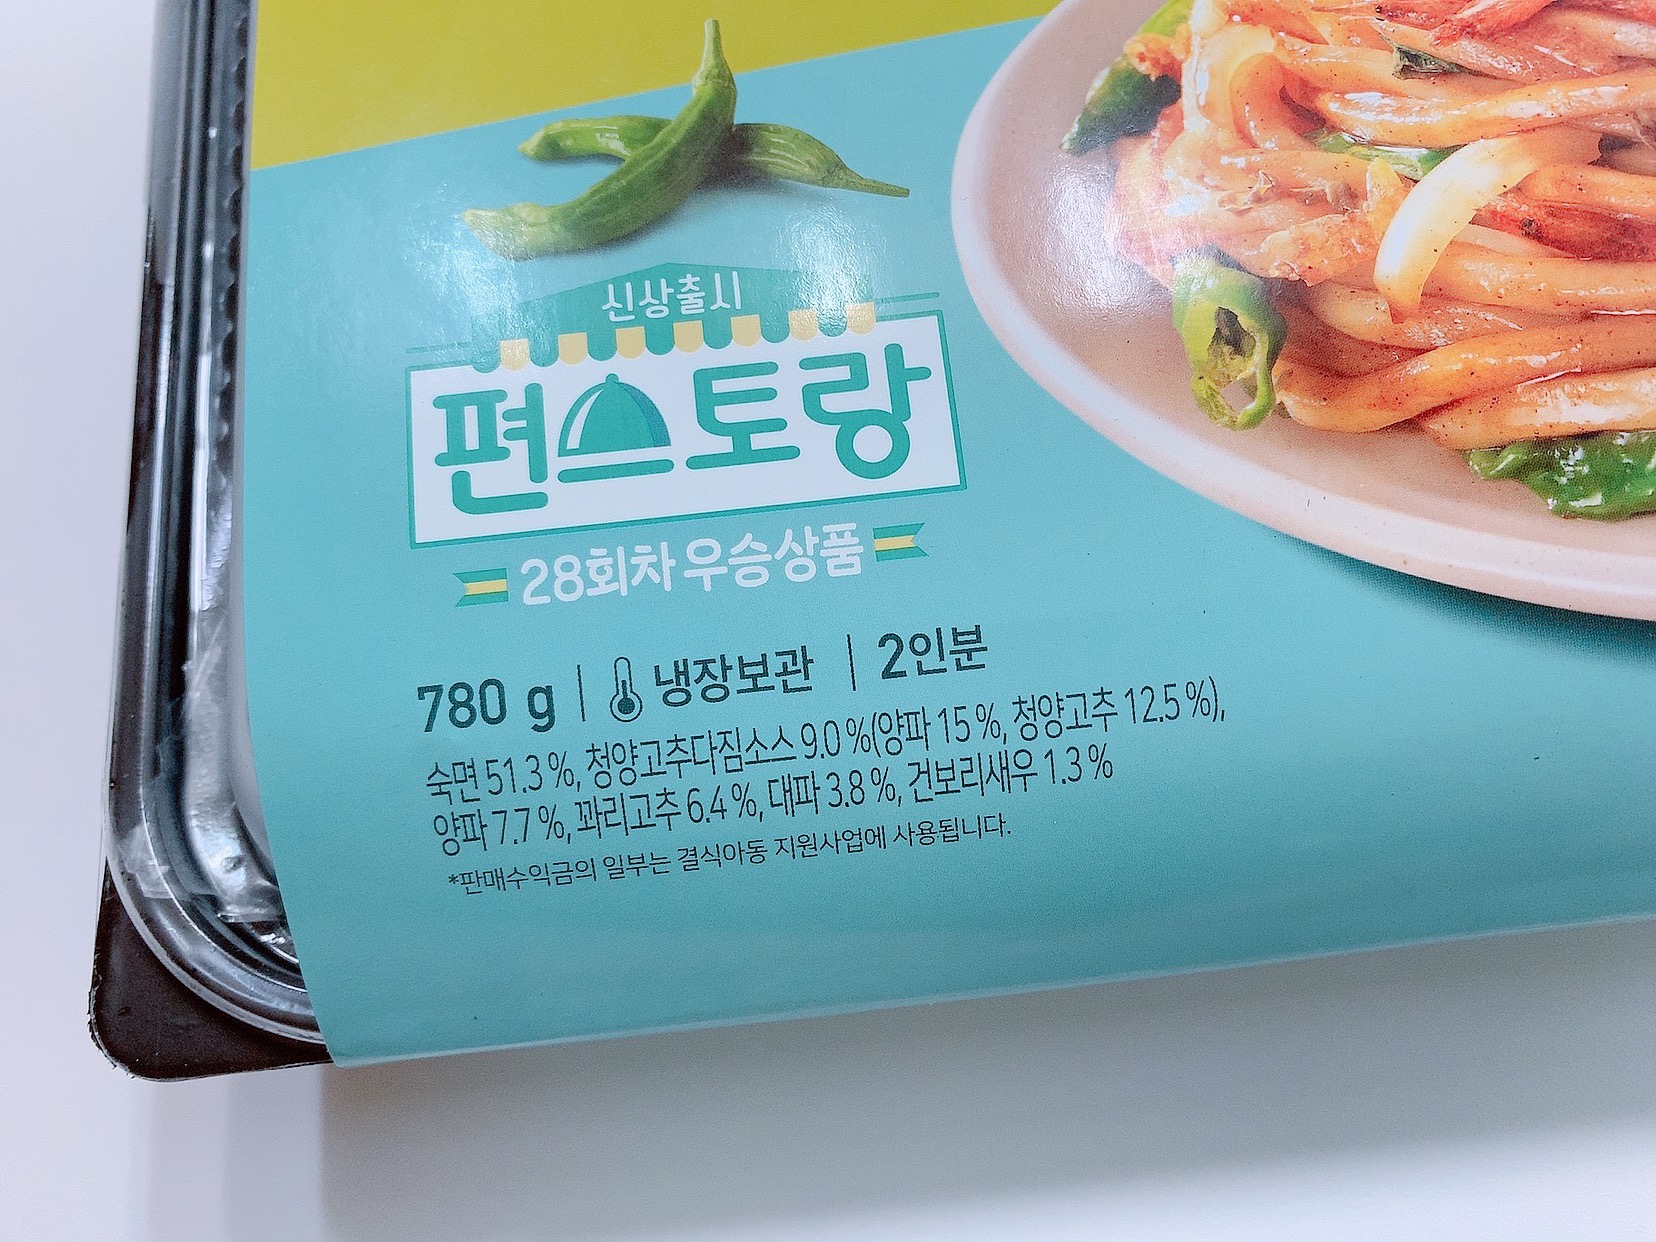 신상출시
편스토랑
28회차 우승상품
780 g | 냉장보관 | 2인분
숙면 51.3 %, 청양고추다짐소스 9.0 %(양파 15 %, 청양고추 12.5 %),
양파 7.7 %, 꽈리고추 6.4 %, 대파 3.8 %, 건보리새우 1.3 %
*판매수익금의 일부는 결식아동 지원사업에 사용됩니다.